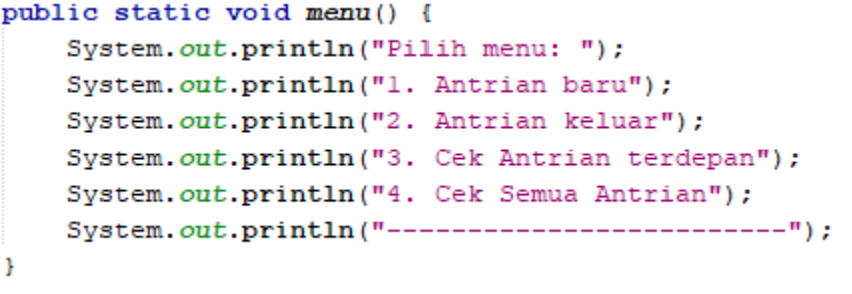 public static void menu() {
    System.out.println("Pilih menu: ");
    System.out.println("1. Antrian baru");
    System.out.println("2. Antrian keluar");
    System.out.println("3. Cek Antrian terdepan");
    System.out.println("4. Cek Semua Antrian");
    System.out.println("-------------------------");
}